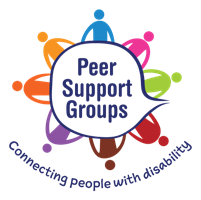 Peer
Support
Groups
Connecting people with disability